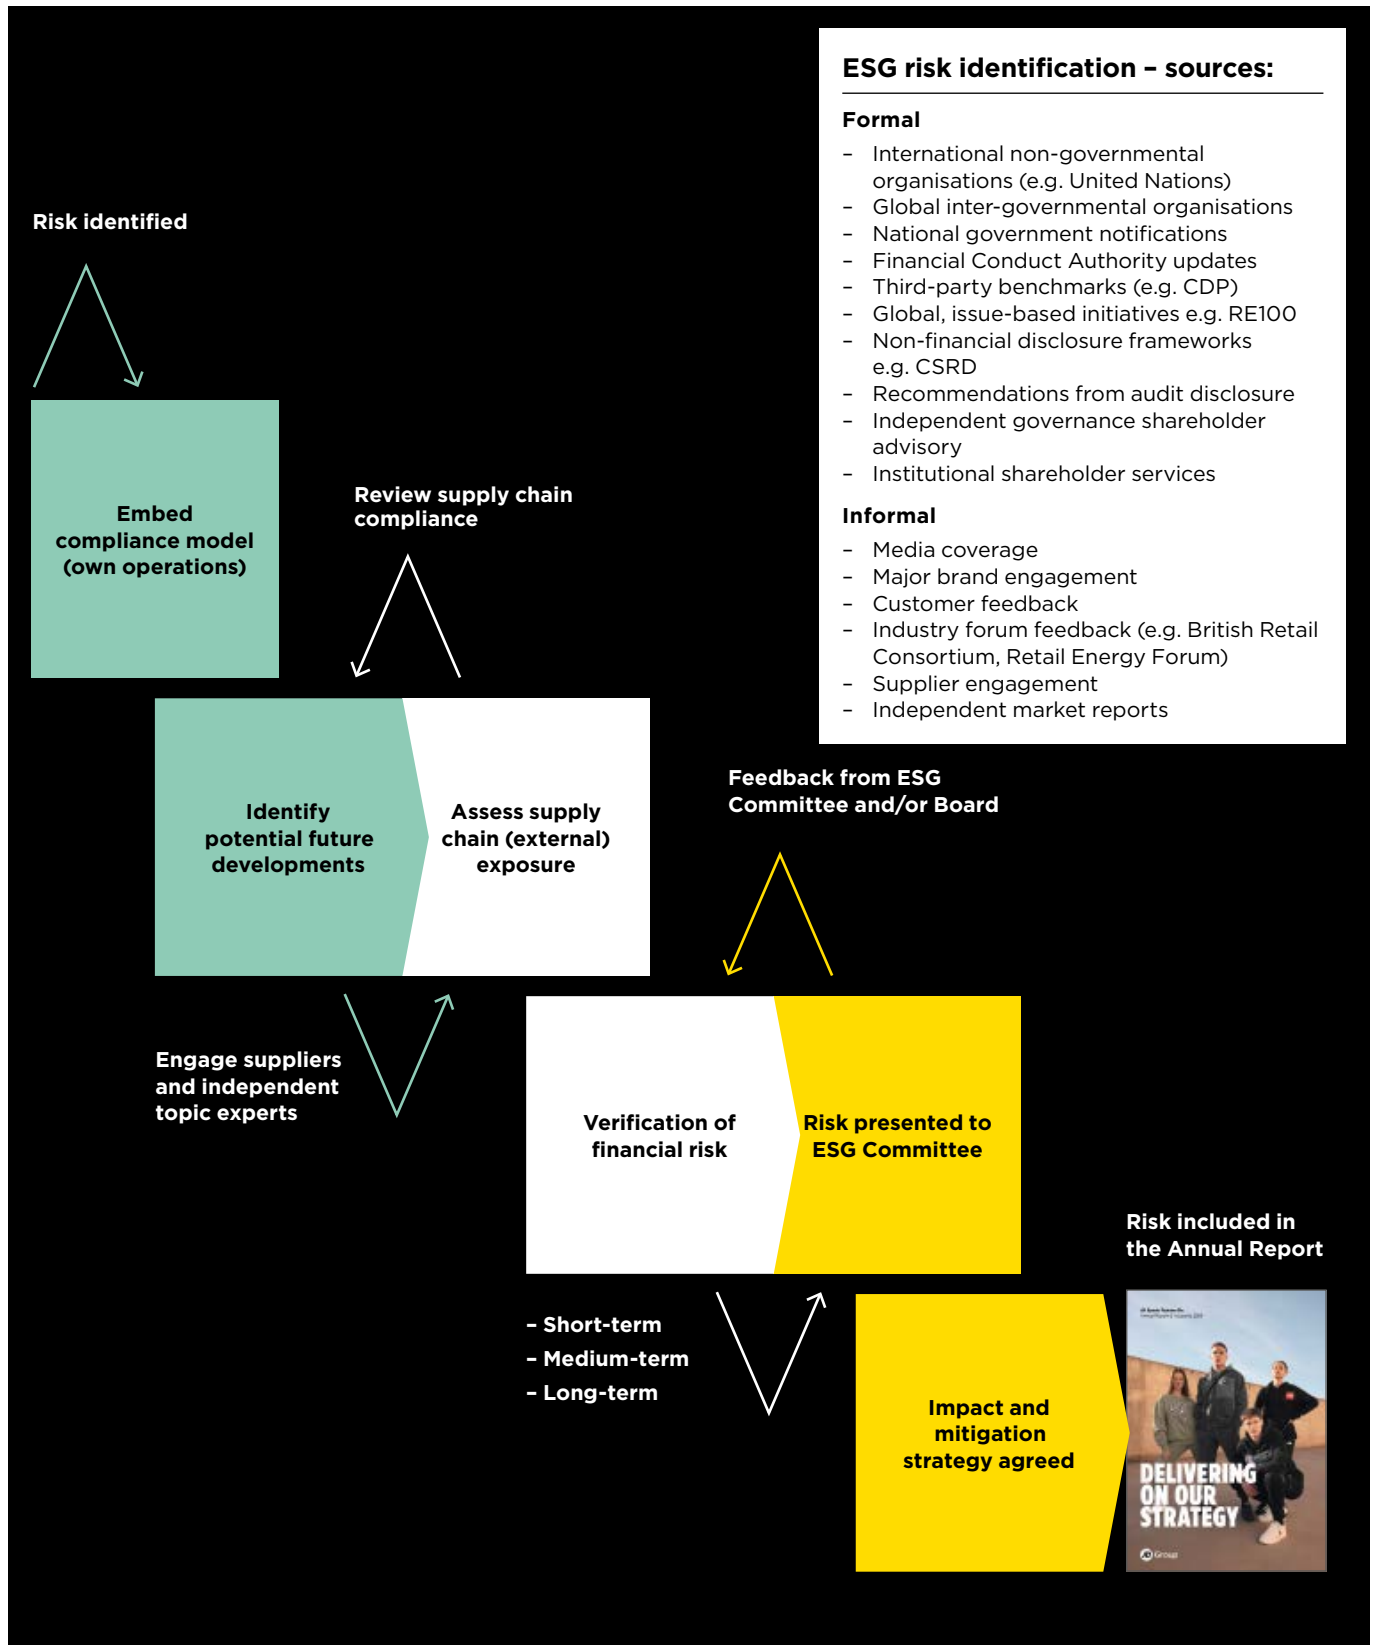 ESG risk identification – sources:
Formal
– International non-governmental
organisations (e.g. United Nations)
– Global inter-governmental organisations
– National government notifications
– Financial Conduct Authority updates
– Third-party benchmarks (e.g. CDP)
– Global, issue-based initiatives e.g. RE100
– Non-financial disclosure frameworks
e.g. CSRD
– Recommendations from audit disclosure
– Independent governance shareholder
advisory
– Institutional shareholder services
Informal
– Media coverage
– Major brand engagement
– Customer feedback
– Industry forum feedback (e.g. British Retail
Consortium, Retail Energy Forum)
– Supplier engagement
– Independent market reports
Risk identified
Embed
compliance model
(own operations)
Review supply chain
compliance
Identify
potential future
developments
Assess supply
chain (external)
exposure
Engage suppliers
and independent
topic experts
Feedback from ESG
Committee and/or Board
Verification of
financial risk
Risk presented to
ESG Committee
– Short-term
– Medium-term
– Long-term
Impact and
mitigation
strategy agreed
Risk included in
the Annual Report
DELIVERING
ON OUR
STRATEGY
Group